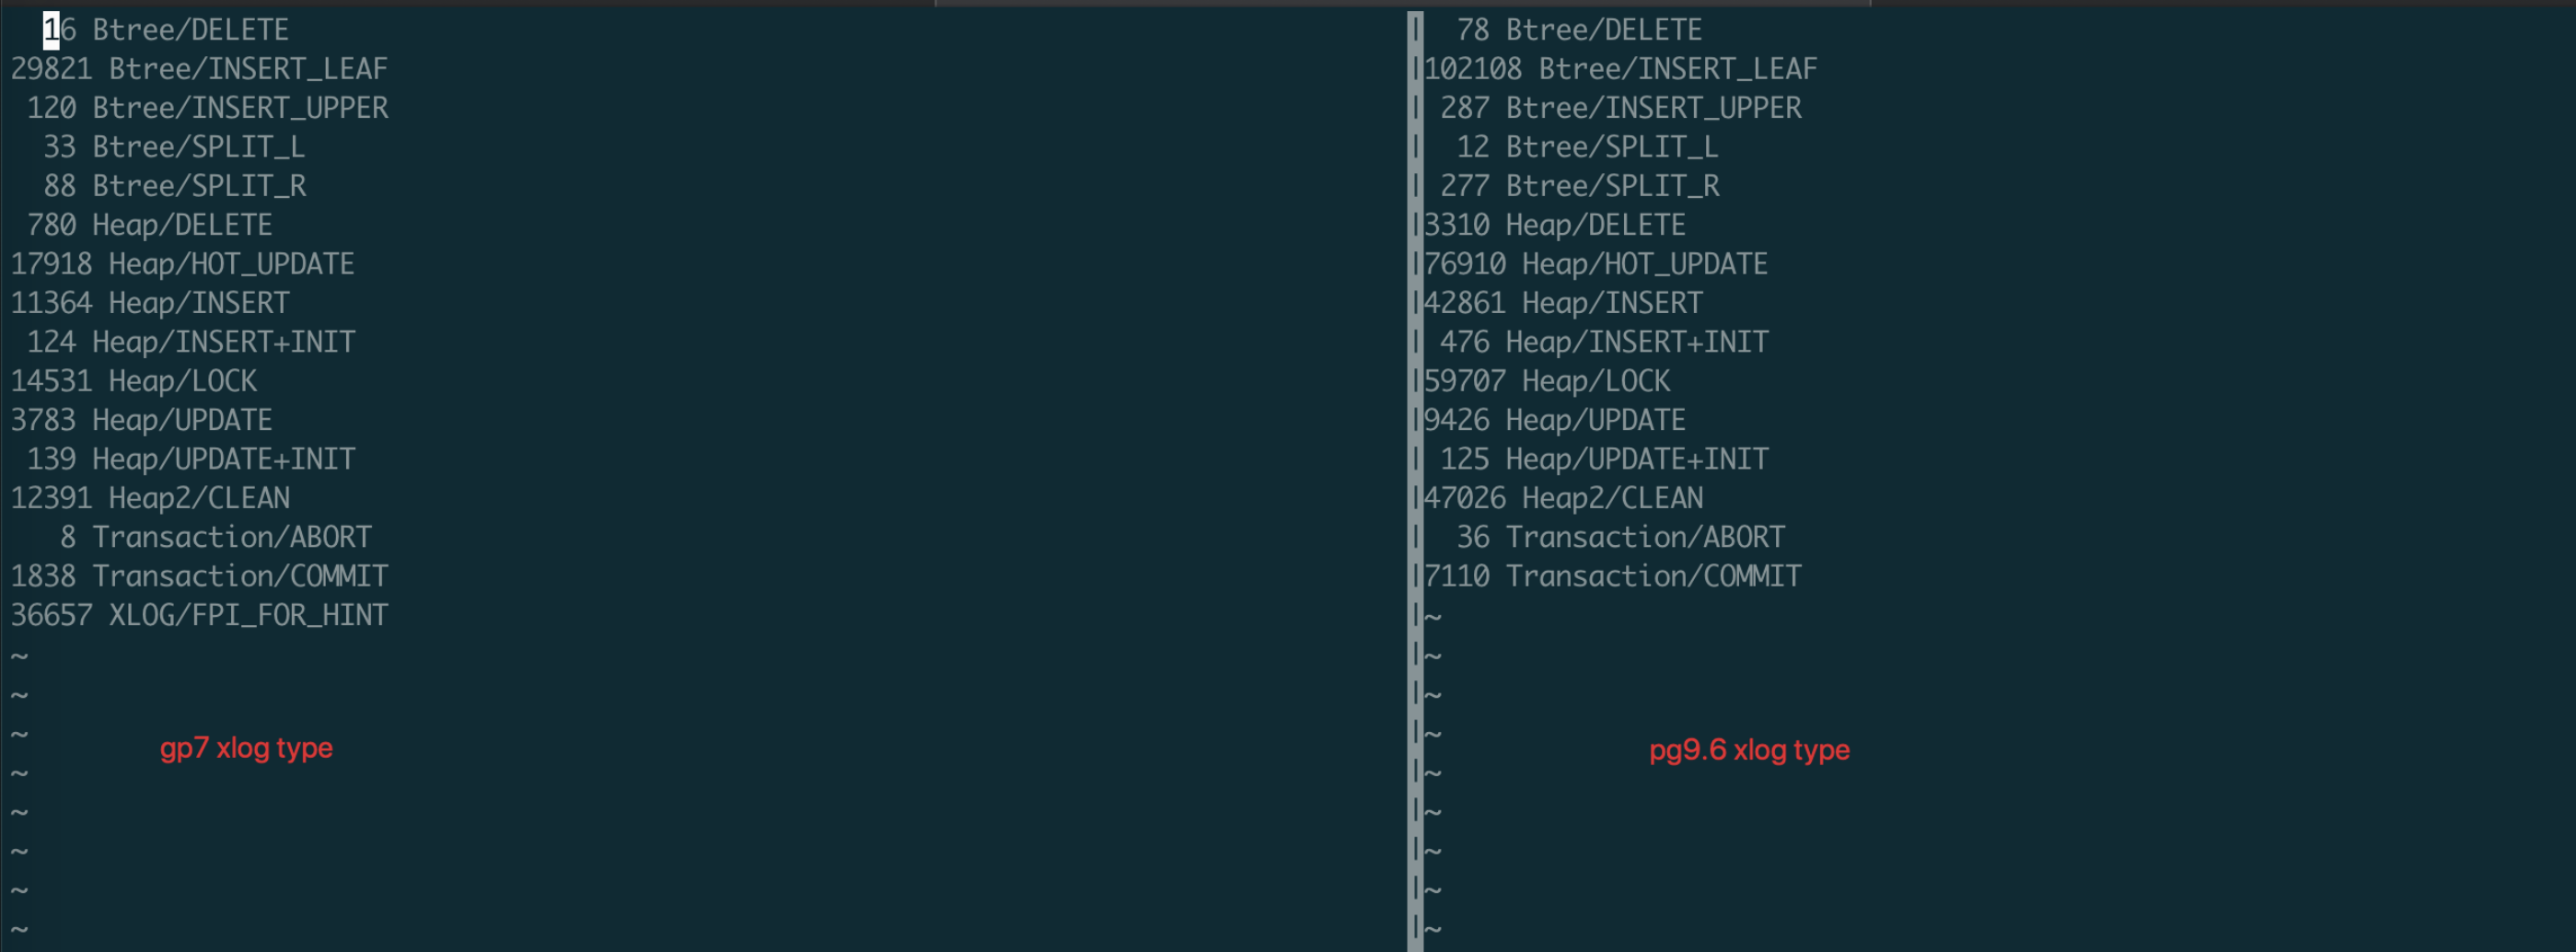 16 Btree/DELETE
29821 Btree/INSERT_LEAF
120 Btree/INSERT_UPPER
33 Btree/SPLIT_L
88 Btree/SPLIT_R
780 Heap/DELETE
17918 Heap/HOT_UPDATE
11364 Heap/INSERT
124 Heap/INSERT+INIT
14531 Heap/LOCK
3783 Heap/UPDATE
139 Heap/UPDATE+INIT
12391 Heap2/CLEAN
8 Transaction/ABORT
1838 Transaction/COMMIT
36657 XLOG/FPI_FOR_HINT
~
~
~
~
~
~
~
~
gp7 xlog type
78 Btree/DELETE
102108 Btree/INSERT_LEAF
287 Btree/INSERT_UPPER
12 Btree/SPLIT_L
277 Btree/SPLIT_R
3310 Heap/DELETE
76910 Heap/HOT_UPDATE
42861 Heap/INSERT
476 Heap/INSERT+INIT
59707 Heap/LOCK
9426 Heap/UPDATE
125 Heap/UPDATE+INIT
47026 Heap2/CLEAN
36 Transaction/ABORT
7110 Transaction/COMMIT
~
~
~
~
~
~
~
~
~
pg9.6 xlog type